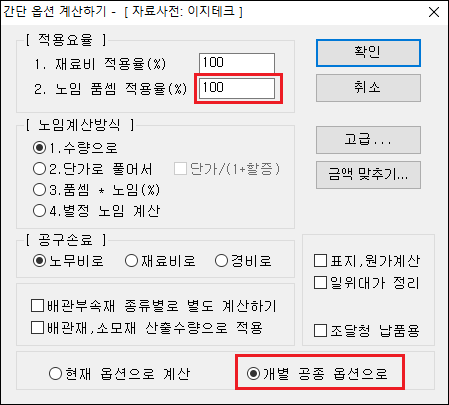 간단 옵션 계산하기 - [ 자료사전: 이지테크 ]
[ 적용요율 ]
1. 재료비 적용율(%) 100
2. 노임 품셈 적용율(%) 100
확인
취소
고급...
금액 맞추기...
[ 노임계산방식 ]
1.수량으로
2.단가로 풀어서 단가/(1+할증)
3.품셈 * 노임(%)
4.별정 노임 계산
[ 공구손료 ]
노무비로 재료비로 경비로
배관부속재 종류별로 별도 계산하기
배관재,소모재 산출수량으로 적용
표지,원가계산
일위대가 정리
조달청 납품용
현재 옵션으로 계산 개별 공종 옵션으로